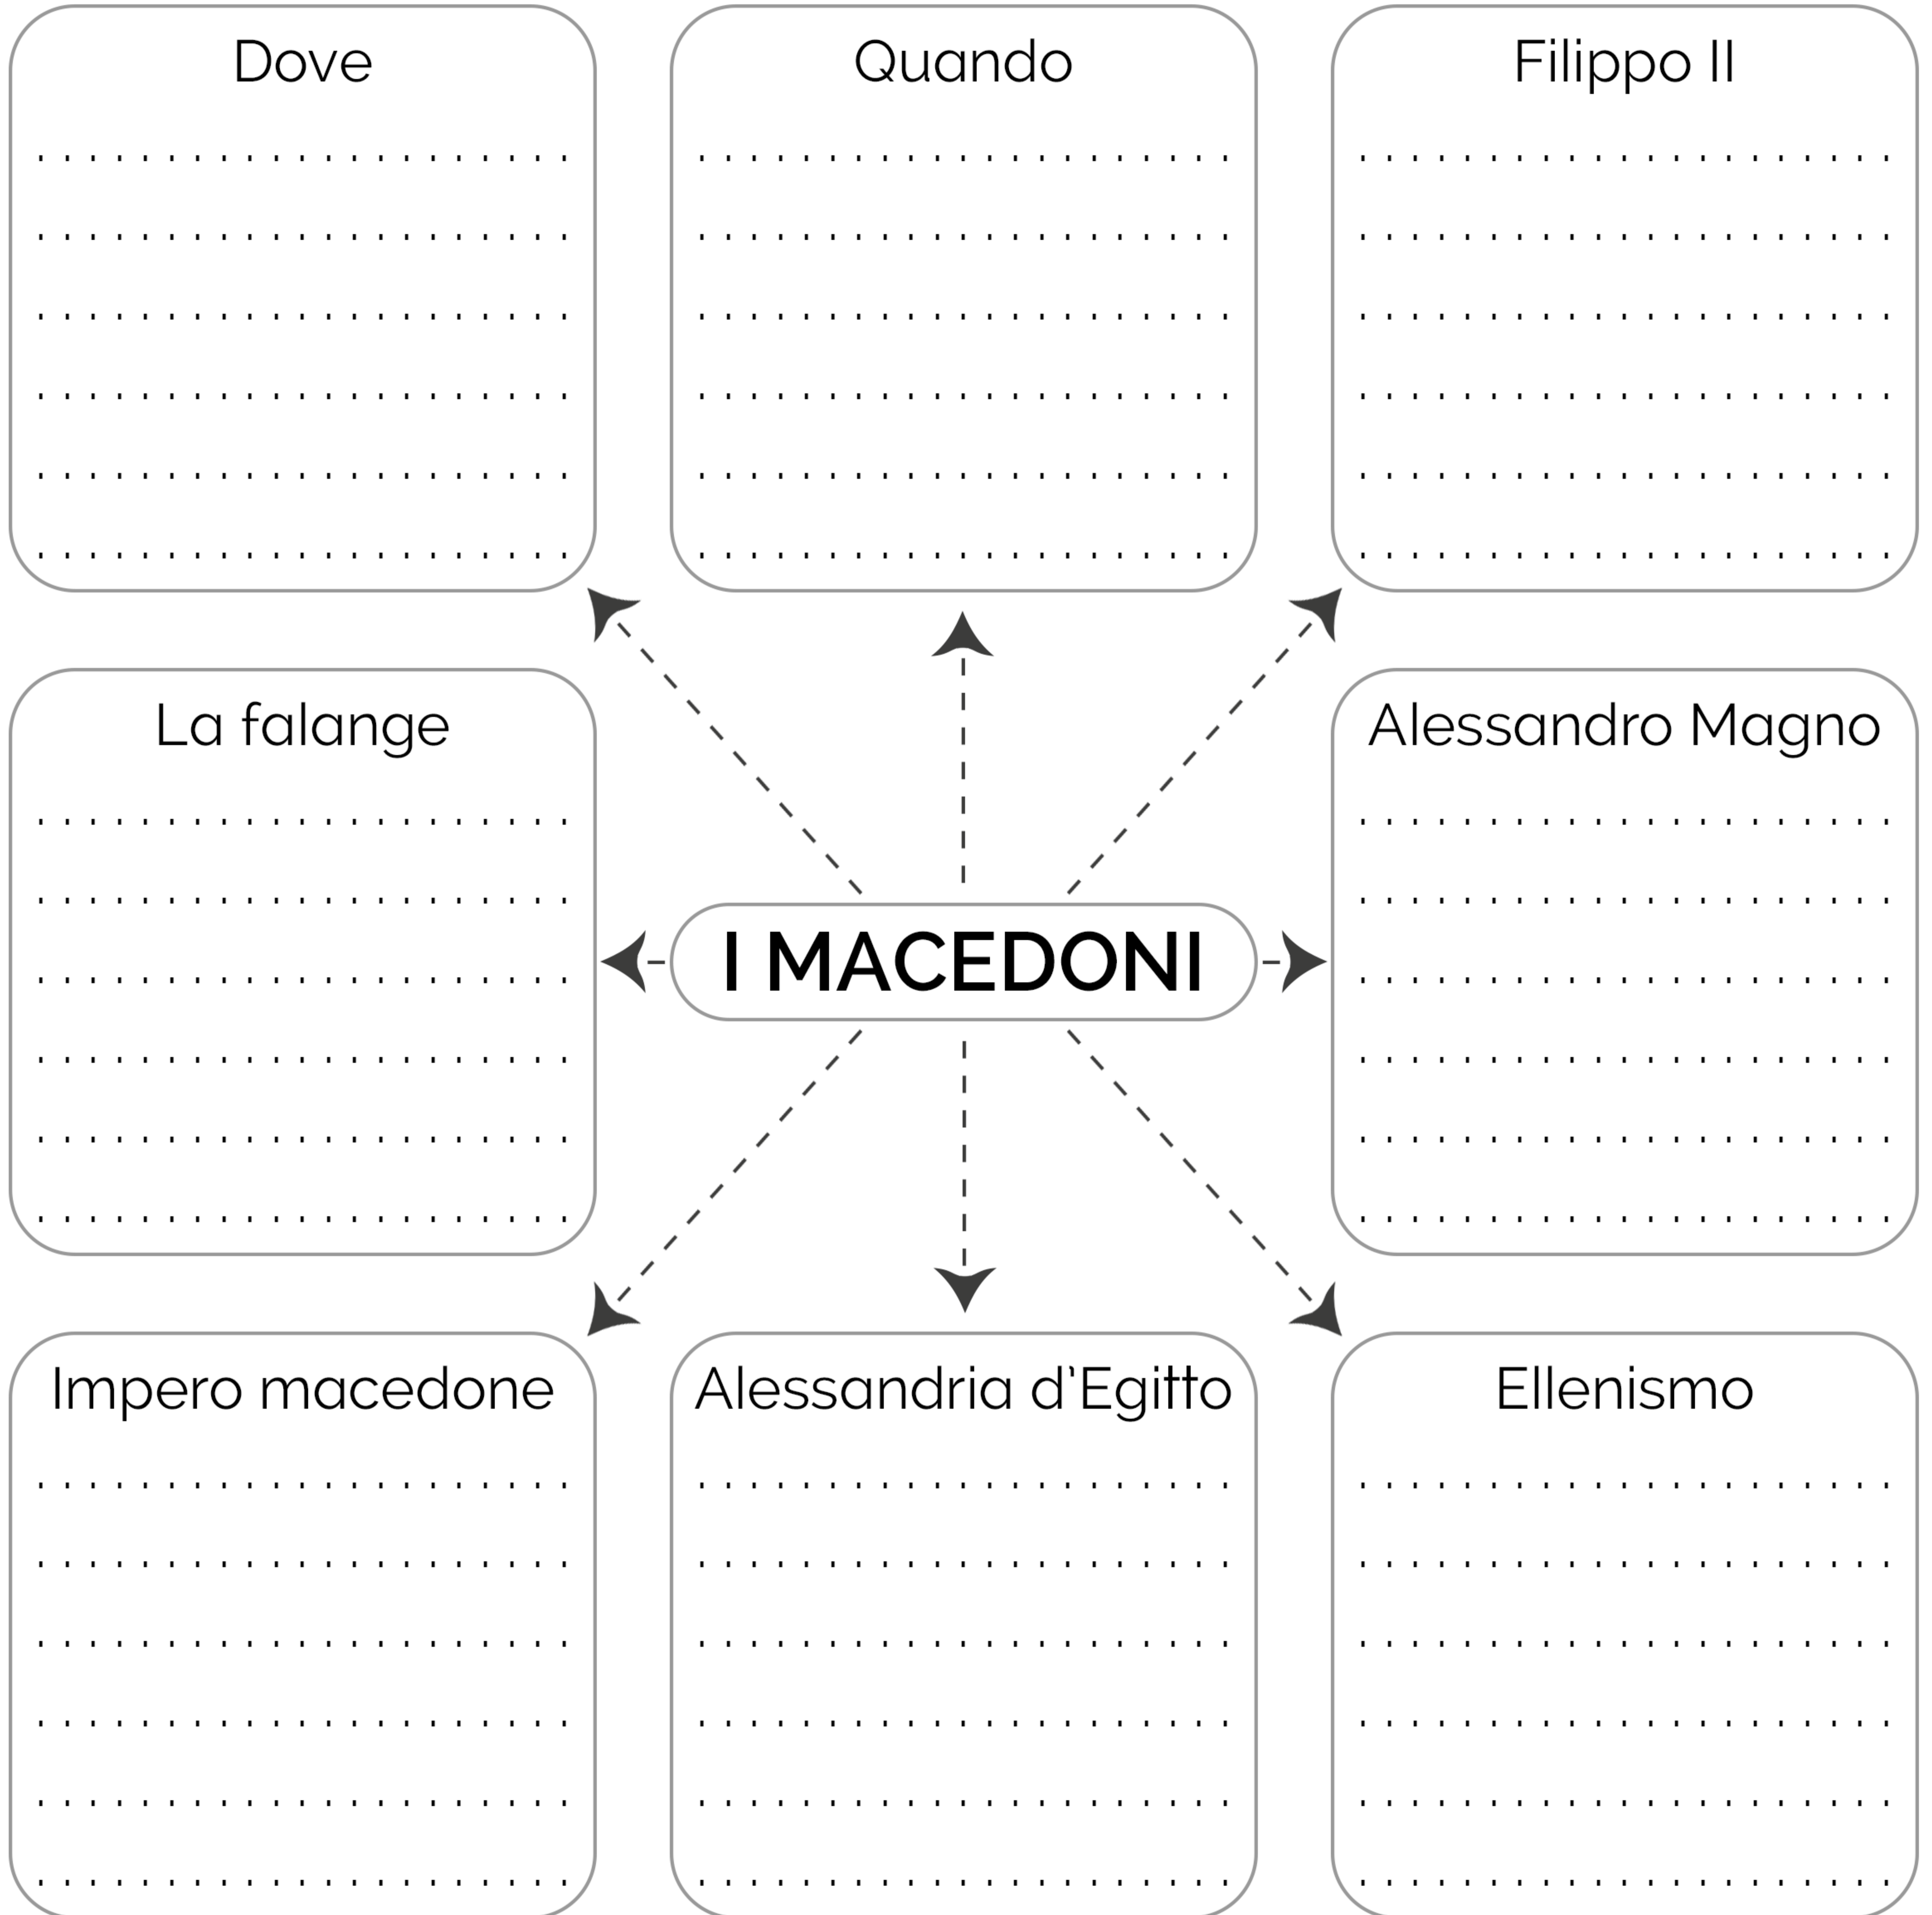 Dove
Quando
Filippo II
La falange
Alessandro Magno
I MACEDONI
Impero macedone
Alessandria d'Egitto
Ellenismo